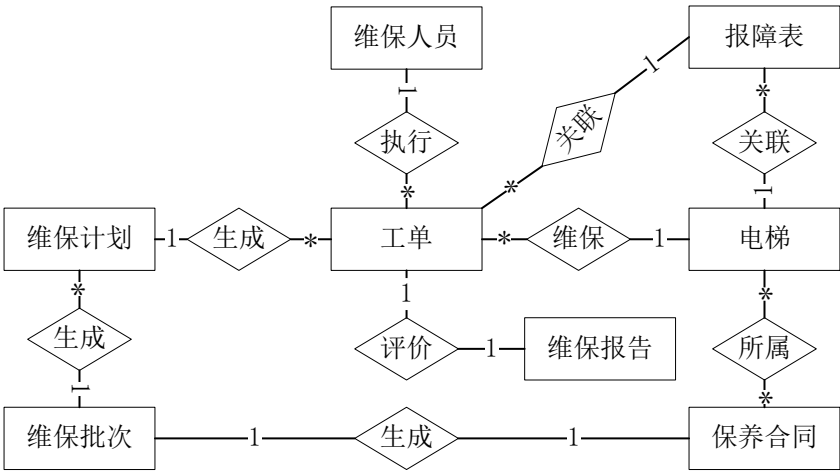 维保人员
报障表
1
1
*
执行
关联
关联
*
*
1
维保计划
1
生成
*
工单
*
维保
1
电梯
*
1
*
生成
评价
1
维保报告
所属
1
*
维保批次
1
生成
1
保养合同